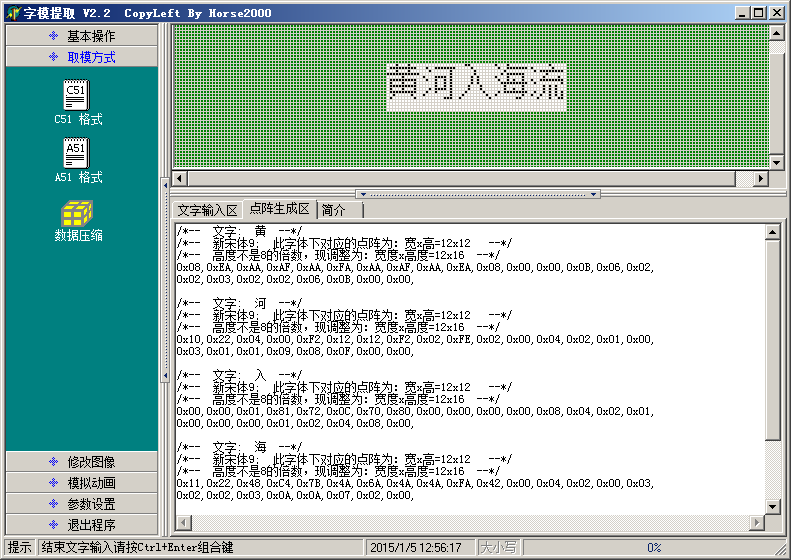 字模提取 V2.2 CopyLeft By Horse2000
基本操作
取模方式
C51
C51 格式
A51
A51 格式
数据压缩
修改图像
模拟动画
参数设置
退出程序
黄河入海流
文字输入区 点阵生成区 简介
/*-- 文字: 黄 --*/
/*-- 新宋体9; 此字体下对应的点阵为：宽x高=12x12 --*/
/*-- 高度不是8的倍数，现调整为：宽度x高度=12x16 --*/
0x08,0xEA,0xAA,0xAF,0xAA,0xFA,0xAA,0xAF,0xAA,0xEA,0x08,0x00,0x00,0x0B,0x06,0x02,
0x02,0x03,0x02,0x02,0x06,0x0B,0x00,0x00,
/*-- 文字: 河 --*/
/*-- 新宋体9; 此字体下对应的点阵为：宽x高=12x12 --*/
/*-- 高度不是8的倍数，现调整为：宽度x高度=12x16 --*/
0x10,0x22,0x04,0x00,0xF2,0x12,0x12,0xF2,0x02,0xFE,0x02,0x00,0x04,0x02,0x01,0x00,
0x03,0x01,0x01,0x09,0x08,0x0F,0x00,0x00,
/*-- 文字: 入 --*/
/*-- 新宋体9; 此字体下对应的点阵为：宽x高=12x12 --*/
/*-- 高度不是8的倍数，现调整为：宽度x高度=12x16 --*/
0x00,0x00,0x01,0x81,0x72,0x0C,0x70,0x80,0x00,0x00,0x00,0x00,0x08,0x04,0x02,0x01,
0x00,0x00,0x00,0x01,0x02,0x04,0x08,0x00,
/*-- 文字: 海 --*/
/*-- 新宋体9; 此字体下对应的点阵为：宽x高=12x12 --*/
/*-- 高度不是8的倍数，现调整为：宽度x高度=12x16 --*/
0x11,0x22,0x48,0xC4,0x7B,0x4A,0x6A,0x4A,0x4A,0xFA,0x42,0x00,0x04,0x02,0x00,0x03,
0x02,0x02,0x03,0x0A,0x0A,0x07,0x02,0x00,
提示 结束文字输入请按Ctrl+Enter组合键 2015/1/5 12:56:17 大小写 0%